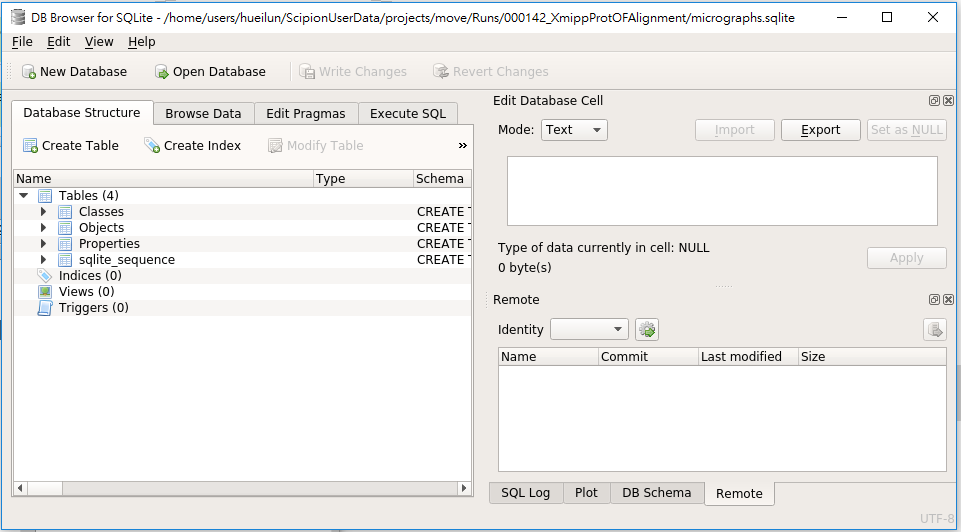 DB Browser for SQLite - /home/users/hueilun/ScipionUserData/projects/move/Runs/000142_XmippProtOFAlignment/micrographs.sqlite
File Edit View Help
New Database Open Database Write Changes Revert Changes
Database Structure Browse Data Edit Pragmas Execute SQL
Create Table Create Index Modify Table »
Name Type Schema
Tables (4)
Classes CREATE T
Objects CREATE T
Properties CREATE T
sqlite_sequence CREATE T
Indices (0)
Views (0)
Triggers (0)
Edit Database Cell
Mode: Text Import Export Set as NULL
Type of data currently in cell: NULL
0 byte(s)
Apply
Remote
Identity
Name Commit Last modified Size
SQL Log Plot DB Schema Remote
UTF-8